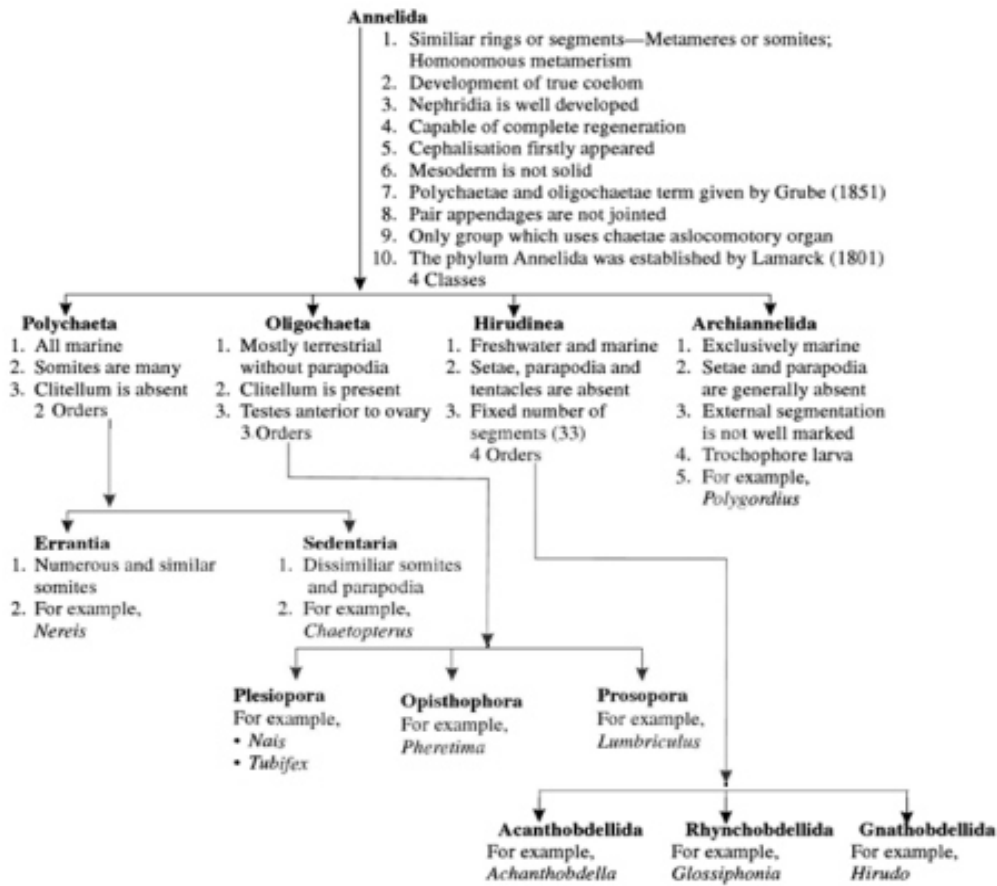 Annelida
1. Similiar rings or segments—Metameres or somites;
Homonomous metamerism
2. Development of true coelom
3. Nephridia is well developed
4. Capable of complete regeneration
5. Cephalisation firstly appeared
6. Mesoderm is not solid
7. Polychaetae and oligochaetae term given by Grube (1851)
8. Pair appendages are not jointed
9. Only group which uses chaetae aslocomotory organ
10. The phylum Annelida was established by Lamarck (1801)
4 Classes
Polychaeta
1. All marine
2. Somites are many
3. Clitellum is absent
2 Orders
Oligochaeta
1. Mostly terrestrial
without parapodia
2. Clitellum is present
3. Testes anterior to ovary
3 Orders
Hirudinea
1. Freshwater and marine
2. Setae, parapodia and
tentacles are absent
3. Fixed number of
segments (33)
4 Orders
Archiannelida
1. Exclusively marine
2. Setae and parapodia
are generally absent
3. External segmentation
is not well marked
4. Trochophore larva
5. For example,
Polygordius
Errantia
1. Numerous and similar
somites
2. For example,
Nereis
Sedentaria
1. Dissimiliar somites
and parapodia
2. For example,
Chaetopterus
Plesiopora
For example,
• Nais
• Tubifex
Opisthophora
For example,
Pheretima
Prosopora
For example,
Lumbriculus
Acanthobdellida
For example,
Achanthobdella
Rhynchobdellida
For example,
Glossiphonia
Gnathobdellida
For example,
Hirudo